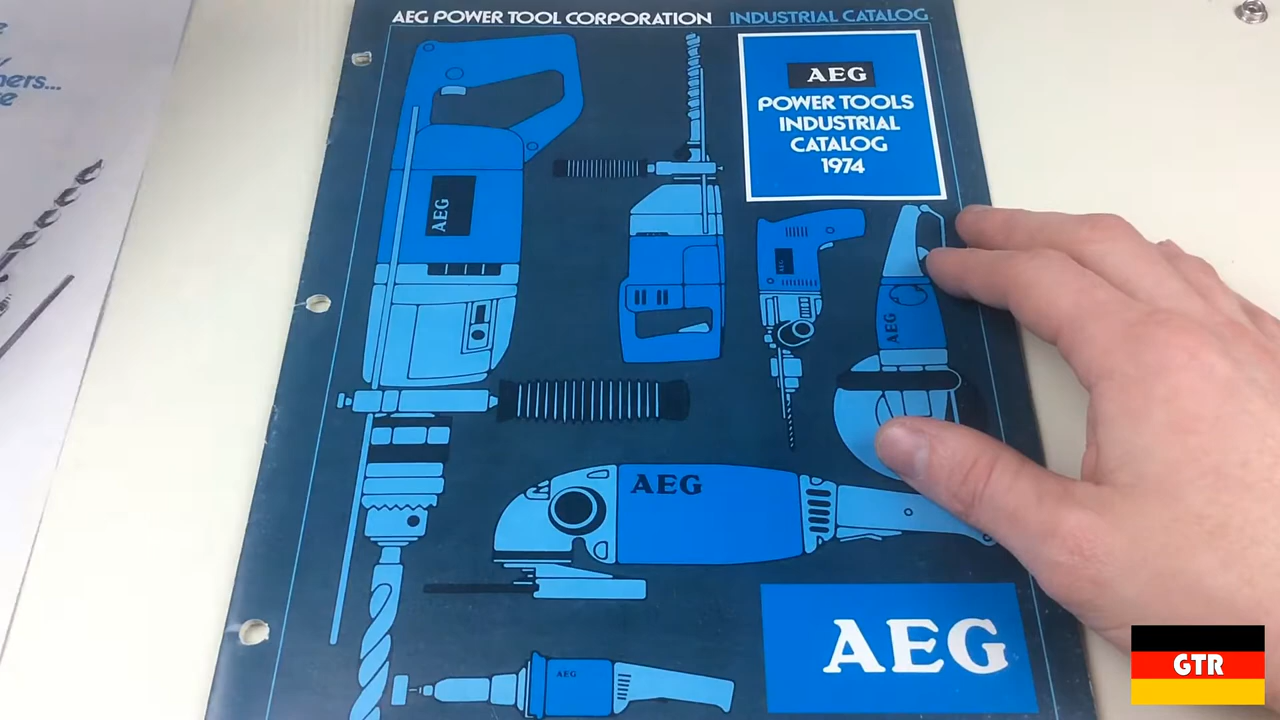 AEG POWER TOOL CORPORATION INDUSTRIAL CATALOG
AEG
POWER TOOLS
INDUSTRIAL
CATALOG
1974
AEG
AEG
AEG
AEG
AEG
AEG
ners...
GTR